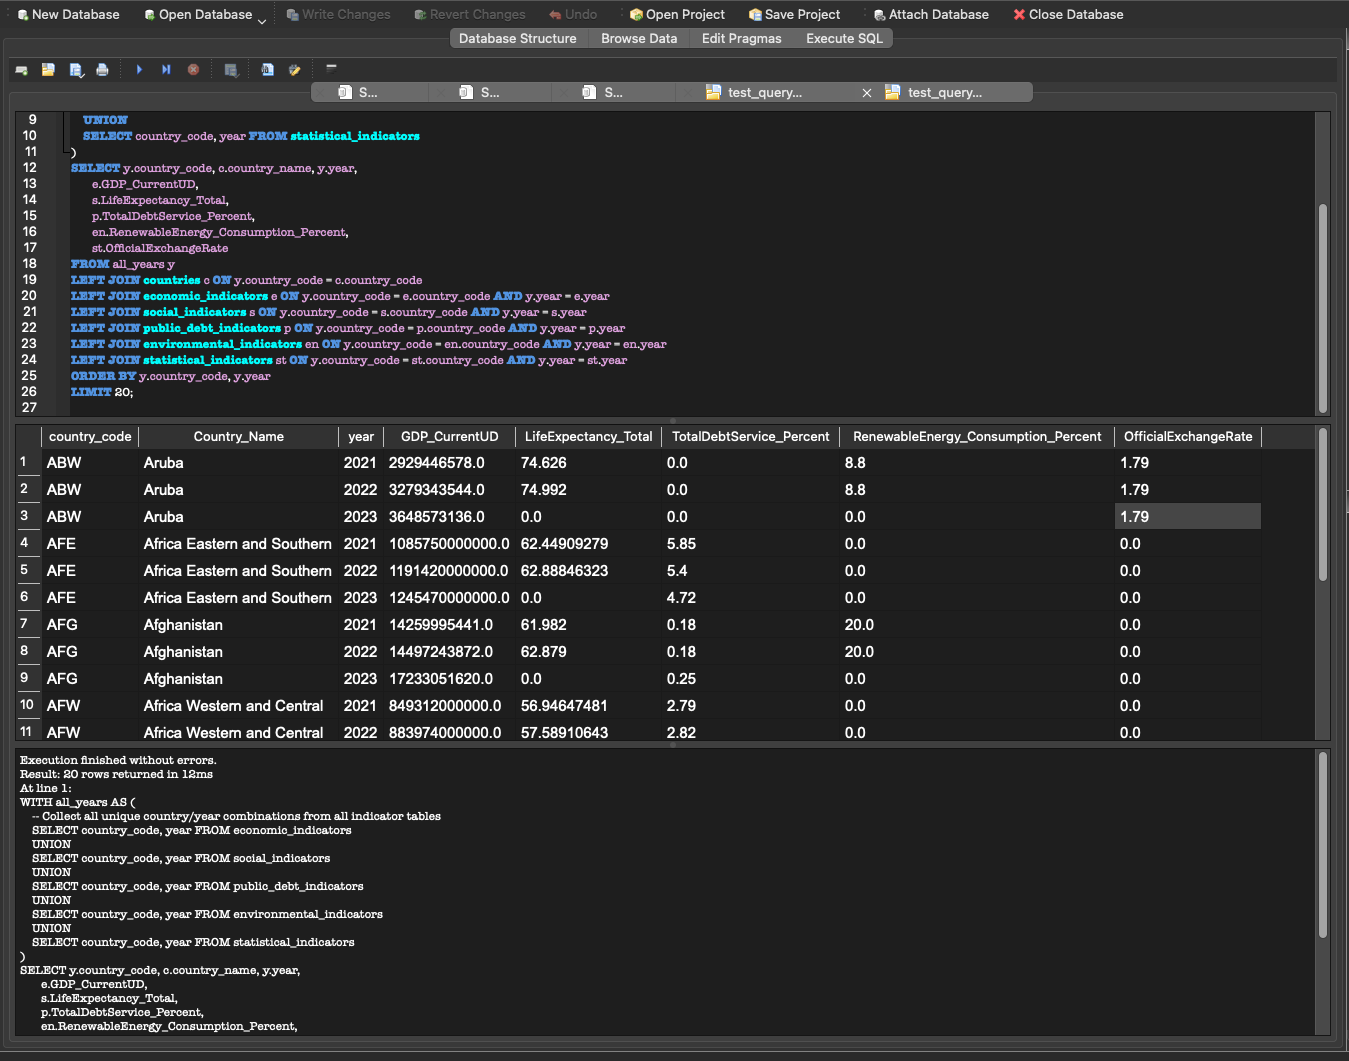 New Database Open Database Write Changes Revert Changes Undo Open Project Save Project Attach Database Close Database
Database Structure Browse Data Edit Pragmas Execute SQL
S... S... S... test_query... test_query...
9 UNION
10 SELECT country_code, year FROM statistical_indicators
11 )
12 SELECT y.country_code, c.country_name, y.year,
13 e.GDP_CurrentUD,
14 s.LifeExpectancy_Total,
15 p.TotalDebtService_Percent,
16 en.RenewableEnergy_Consumption_Percent,
17 st.OfficialExchangeRate
18 FROM all_years y
19 LEFT JOIN countries c ON y.country_code = c.country_code
20 LEFT JOIN economic_indicators e ON y.country_code = e.country_code AND y.year = e.year
21 LEFT JOIN social_indicators s ON y.country_code = s.country_code AND y.year = s.year
22 LEFT JOIN public_debt_indicators p ON y.country_code = p.country_code AND y.year = p.year
23 LEFT JOIN environmental_indicators en ON y.country_code = en.country_code AND y.year = en.year
24 LEFT JOIN statistical_indicators st ON y.country_code = st.country_code AND y.year = st.year
25 ORDER BY y.country_code, y.year
26 LIMIT 20;
27
country_code Country_Name year GDP_CurrentUD LifeExpectancy_Total TotalDebtService_Percent RenewableEnergy_Consumption_Percent OfficialExchangeRate
1 ABW Aruba 2021 2929446578.0 74.626 0.0 8.8 1.79
2 ABW Aruba 2022 3279343544.0 74.992 0.0 8.8 1.79
3 ABW Aruba 2023 3648573136.0 0.0 0.0 0.0 1.79
4 AFE Africa Eastern and Southern 2021 1085750000000.0 62.44909279 5.85 0.0 0.0
5 AFE Africa Eastern and Southern 2022 1191420000000.0 62.88846323 5.4 0.0 0.0
6 AFE Africa Eastern and Southern 2023 1245470000000.0 0.0 4.72 0.0 0.0
7 AFG Afghanistan 2021 14259995441.0 61.982 0.18 20.0 0.0
8 AFG Afghanistan 2022 14497243872.0 62.879 0.18 20.0 0.0
9 AFG Afghanistan 2023 17233051620.0 0.0 0.25 0.0 0.0
10 AFW Africa Western and Central 2021 849312000000.0 56.94647481 2.79 0.0 0.0
11 AFW Africa Western and Central 2022 883974000000.0 57.58910643 2.82 0.0 0.0
Execution finished without errors.
Result: 20 rows returned in 12ms
At line 1:
WITH all_years AS (
-- Collect all unique country/year combinations from all indicator tables
SELECT country_code, year FROM economic_indicators
UNION
SELECT country_code, year FROM social_indicators
UNION
SELECT country_code, year FROM public_debt_indicators
UNION
SELECT country_code, year FROM environmental_indicators
UNION
SELECT country_code, year FROM statistical_indicators
)
SELECT y.country_code, c.country_name, y.year,
e.GDP_CurrentUD,
s.LifeExpectancy_Total,
p.TotalDebtService_Percent,
en.RenewableEnergy_Consumption_Percent,